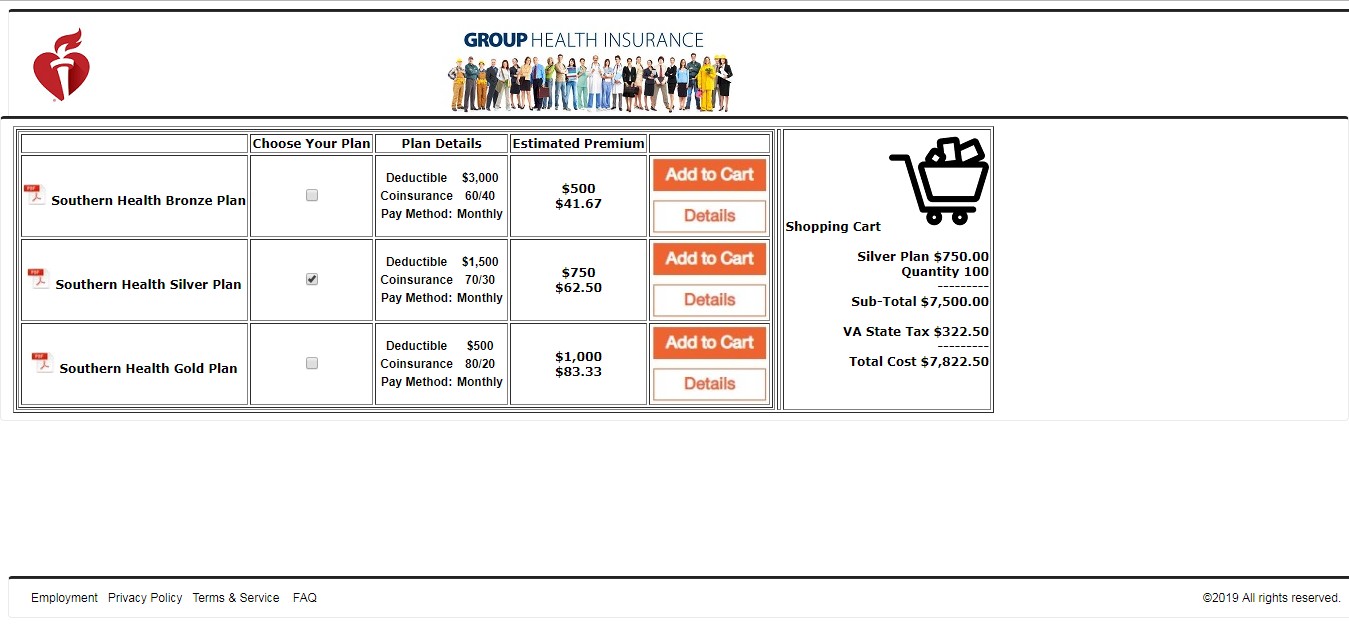 GROUP HEALTH INSURANCE
Choose Your Plan Plan Details Estimated Premium
Southern Health Bronze Plan
Deductible $3,000
Coinsurance 60/40
Pay Method: Monthly
$500
$41.67
Add to Cart
Details
Southern Health Silver Plan
Deductible $1,500
Coinsurance 70/30
Pay Method: Monthly
$750
$62.50
Add to Cart
Details
Southern Health Gold Plan
Deductible $500
Coinsurance 80/20
Pay Method: Monthly
$1,000
$83.33
Add to Cart
Details
Shopping Cart
Silver Plan $750.00
Quantity 100
---------
Sub-Total $7,500.00
VA State Tax $322.50
---------
Total Cost $7,822.50
Employment Privacy Policy Terms & Service FAQ
©2019 All rights reserved.